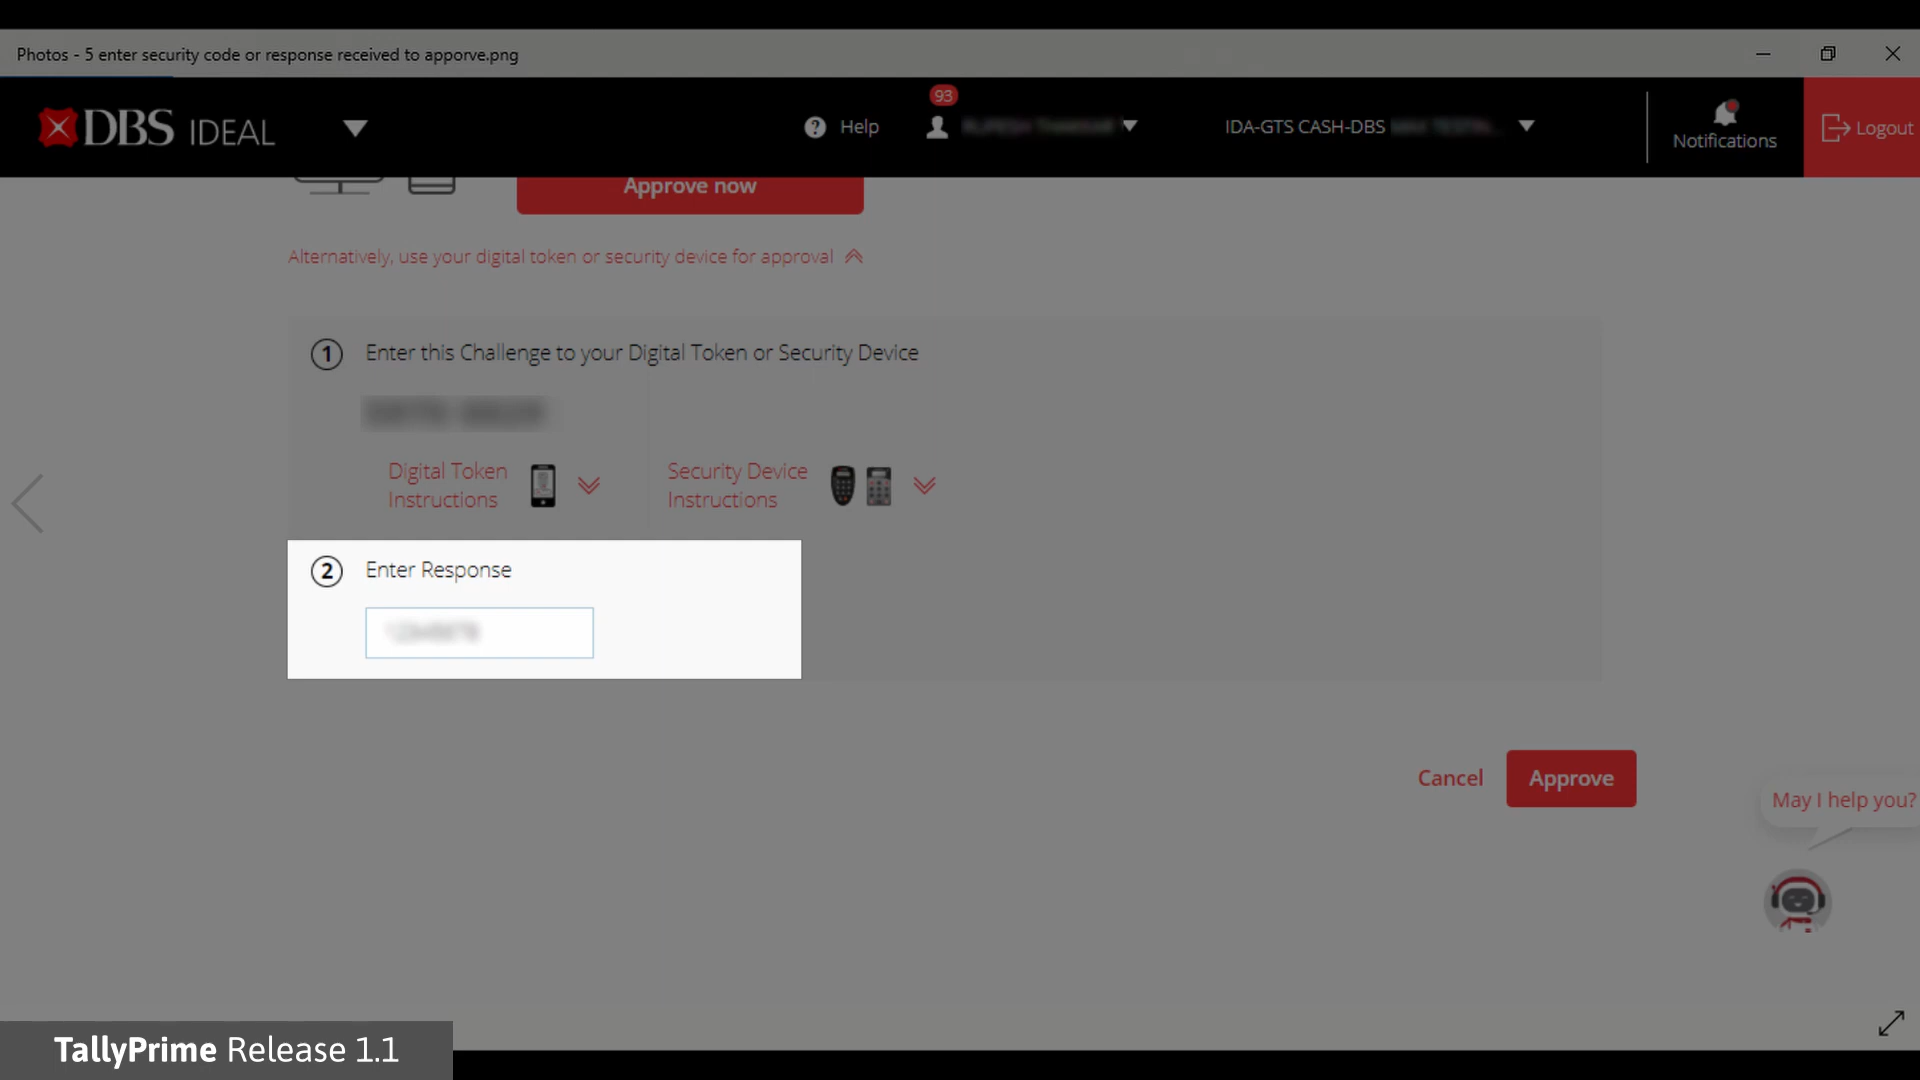 Photos - 5 enter security code or response received to apporve.png
DBS IDEAL
Help
93
IDA-GTS CASH-DBS
Notifications
Logout
Approve now
Alternatively, use your digital token or security device for approval
1 Enter this Challenge to your Digital Token or Security Device
Digital Token
Instructions
Security Device
Instructions
2 Enter Response
Cancel
Approve
May I help you?
TallyPrime Release 1.1